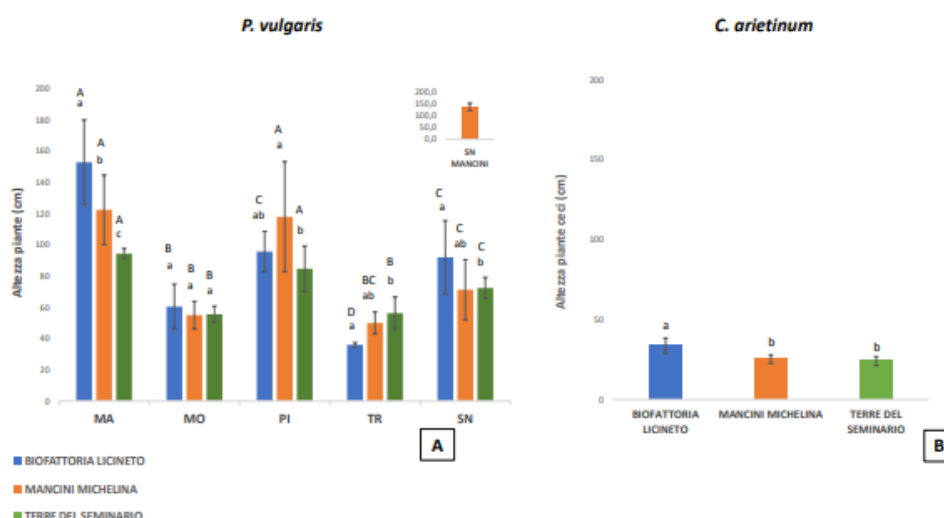 P. vulgaris
C. arietinum
Altezza piante (cm)
200
180
160
140
120
100
80
60
40
20
0
A
a
A
b
A
c
B
a
B
a
B
a
C
ab
A
a
A
b
D
a
BC
ab
B
b
C
a
C
ab
C
b
MA
MO
PI
TR
SN
200,0
150,0
100,0
50,0
0,0
SN
MANCINI
A
BIOFATTORIA LICINETO
MANCINI MICHELINA
TERRE DEL SEMINARIO
Altezza piante ceci (cm)
200
150
100
50
0
a
b
b
BIOFATTORIA
LICINETO
MANCINI MICHELINA
TERRE DEL
SEMINARIO
B